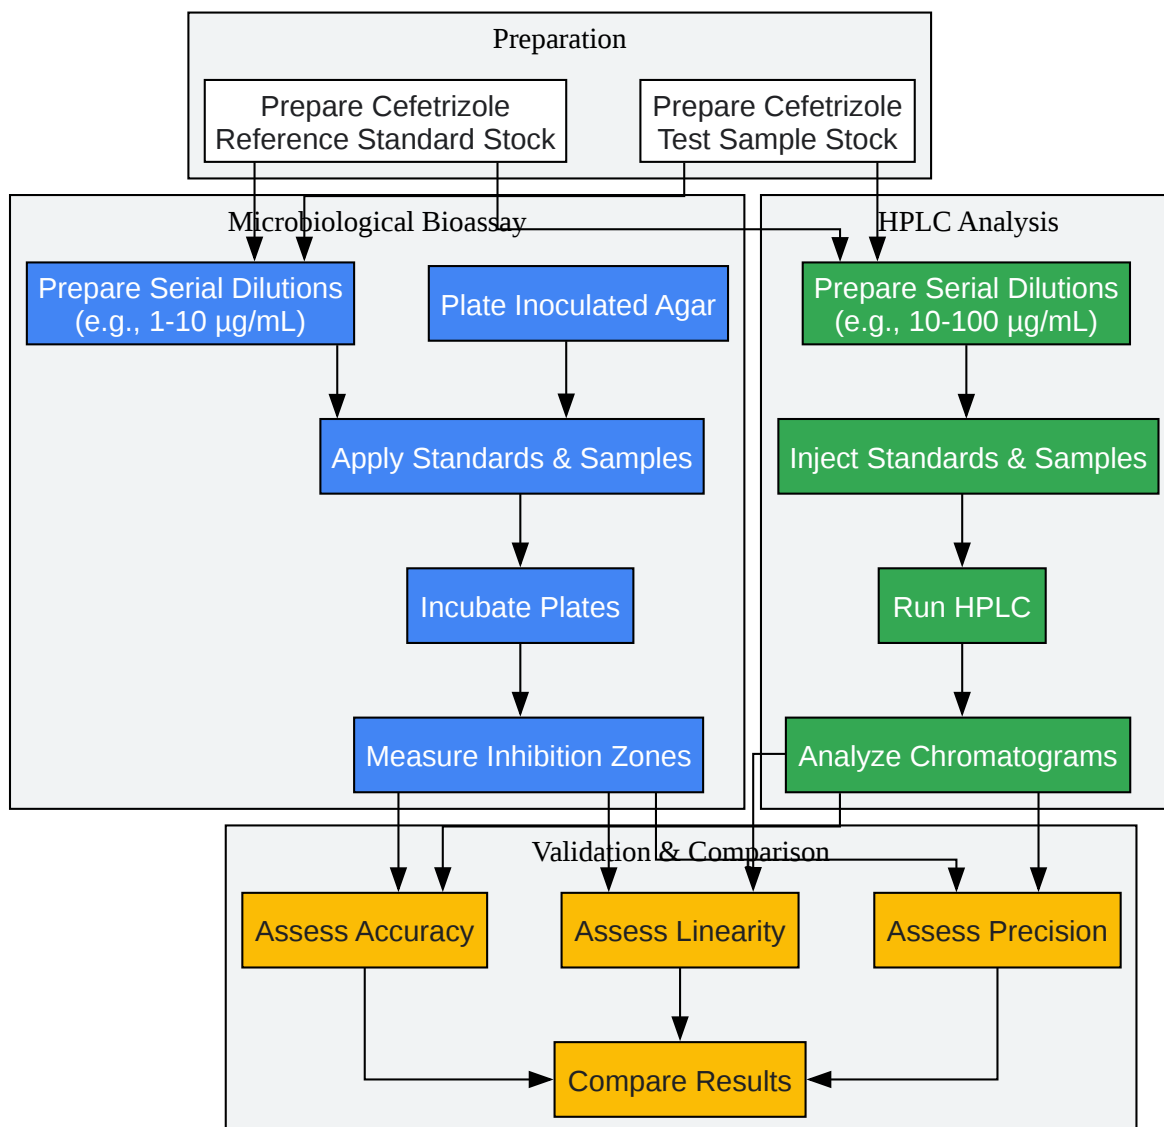 Preparation
Prepare Cefetrizole
Reference Standard Stock
Prepare Cefetrizole
Test Sample Stock
Microbiological Bioassay
Prepare Serial Dilutions
(e.g., 1-10 µg/mL)
Plate Inoculated Agar
Apply Standards & Samples
Incubate Plates
Measure Inhibition Zones
HPLC Analysis
Prepare Serial Dilutions
(e.g., 10-100 µg/mL)
Inject Standards & Samples
Run HPLC
Analyze Chromatograms
Validation & Comparison
Assess Accuracy
Assess Linearity
Assess Precision
Compare Results